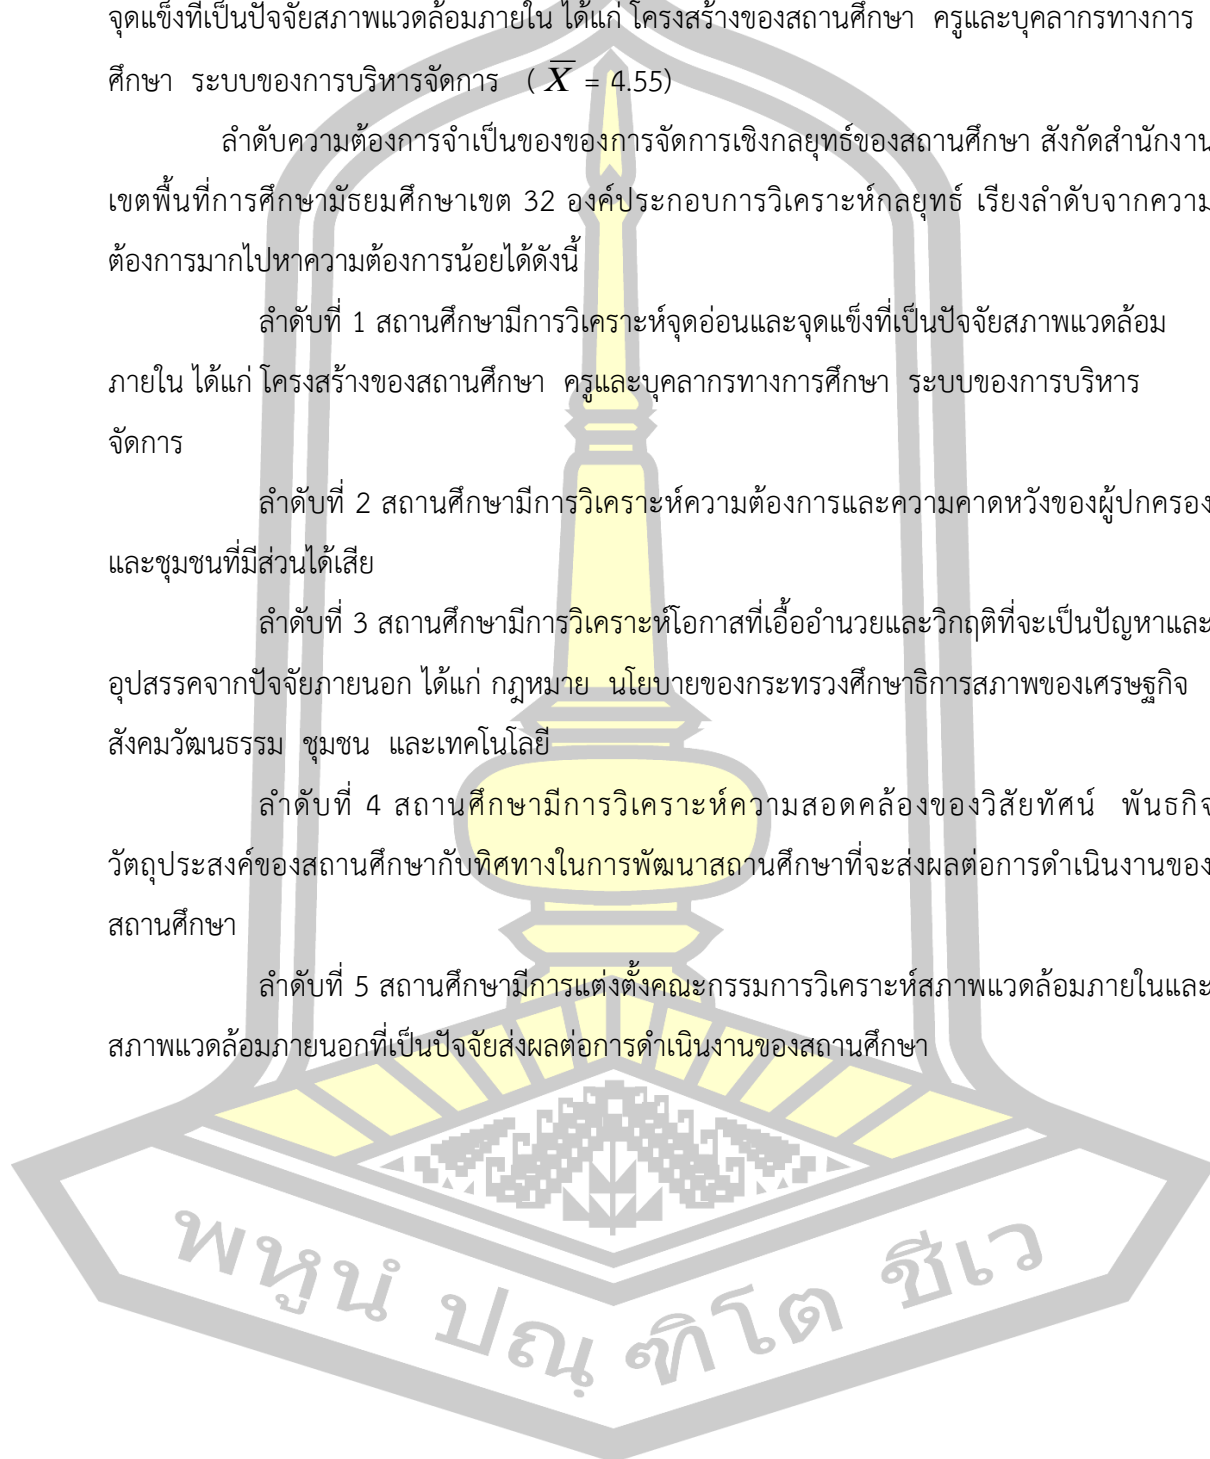 จุดแข็งที่เป็นปัจจัยสภาพแวดล้อมภายใน ได้แก่ โครงสร้างของสถานศึกษา ครูและบุคลากรทางการ
ศึกษา ระบบของการบริหารจัดการ ( X̄ = 4.55)
ลำดับความต้องการจำเป็นของของการจัดการเชิงกลยุทธ์ของสถานศึกษา สังกัดสำนักงาน
เขตพื้นที่การศึกษามัธยมศึกษาเขต 32 องค์ประกอบการวิเคราะห์กลยุทธ์ เรียงลำดับจากความ
ต้องการมากไปหาความต้องการน้อยได้ดังนี้
ลำดับที่ 1 สถานศึกษามีการวิเคราะห์จุดอ่อนและจุดแข็งที่เป็นปัจจัยสภาพแวดล้อม
ภายใน ได้แก่ โครงสร้างของสถานศึกษา ครูและบุคลากรทางการศึกษา ระบบของการบริหาร
จัดการ
ลำดับที่ 2 สถานศึกษามีการวิเคราะห์ความต้องการและความคาดหวังของผู้ปกครอง
และชุมชนที่มีส่วนได้เสีย
ลำดับที่ 3 สถานศึกษามีการวิเคราะห์โอกาสที่เอื้ออำนวยและวิกฤติที่จะเป็นปัญหาและ
อุปสรรคจากปัจจัยภายนอก ได้แก่ กฎหมาย นโยบายของกระทรวงศึกษาธิการสภาพของเศรษฐกิจ
สังคมวัฒนธรรม ชุมชน และเทคโนโลยี
ลำดับที่ 4 สถานศึกษามีการวิเคราะห์ความสอดคล้องของวิสัยทัศน์ พันธกิจ
วัตถุประสงค์ของสถานศึกษากับทิศทางในการพัฒนาสถานศึกษาที่จะส่งผลต่อการดำเนินงานของ
สถานศึกษา
ลำดับที่ 5 สถานศึกษามีการแต่งตั้งคณะกรรมการวิเคราะห์สภาพแวดล้อมภายในและ
สภาพแวดล้อมภายนอกที่เป็นปัจจัยส่งผลต่อการดำเนินงานของสถานศึกษา
พหูนํ ปณฺฑิโต ชีเว